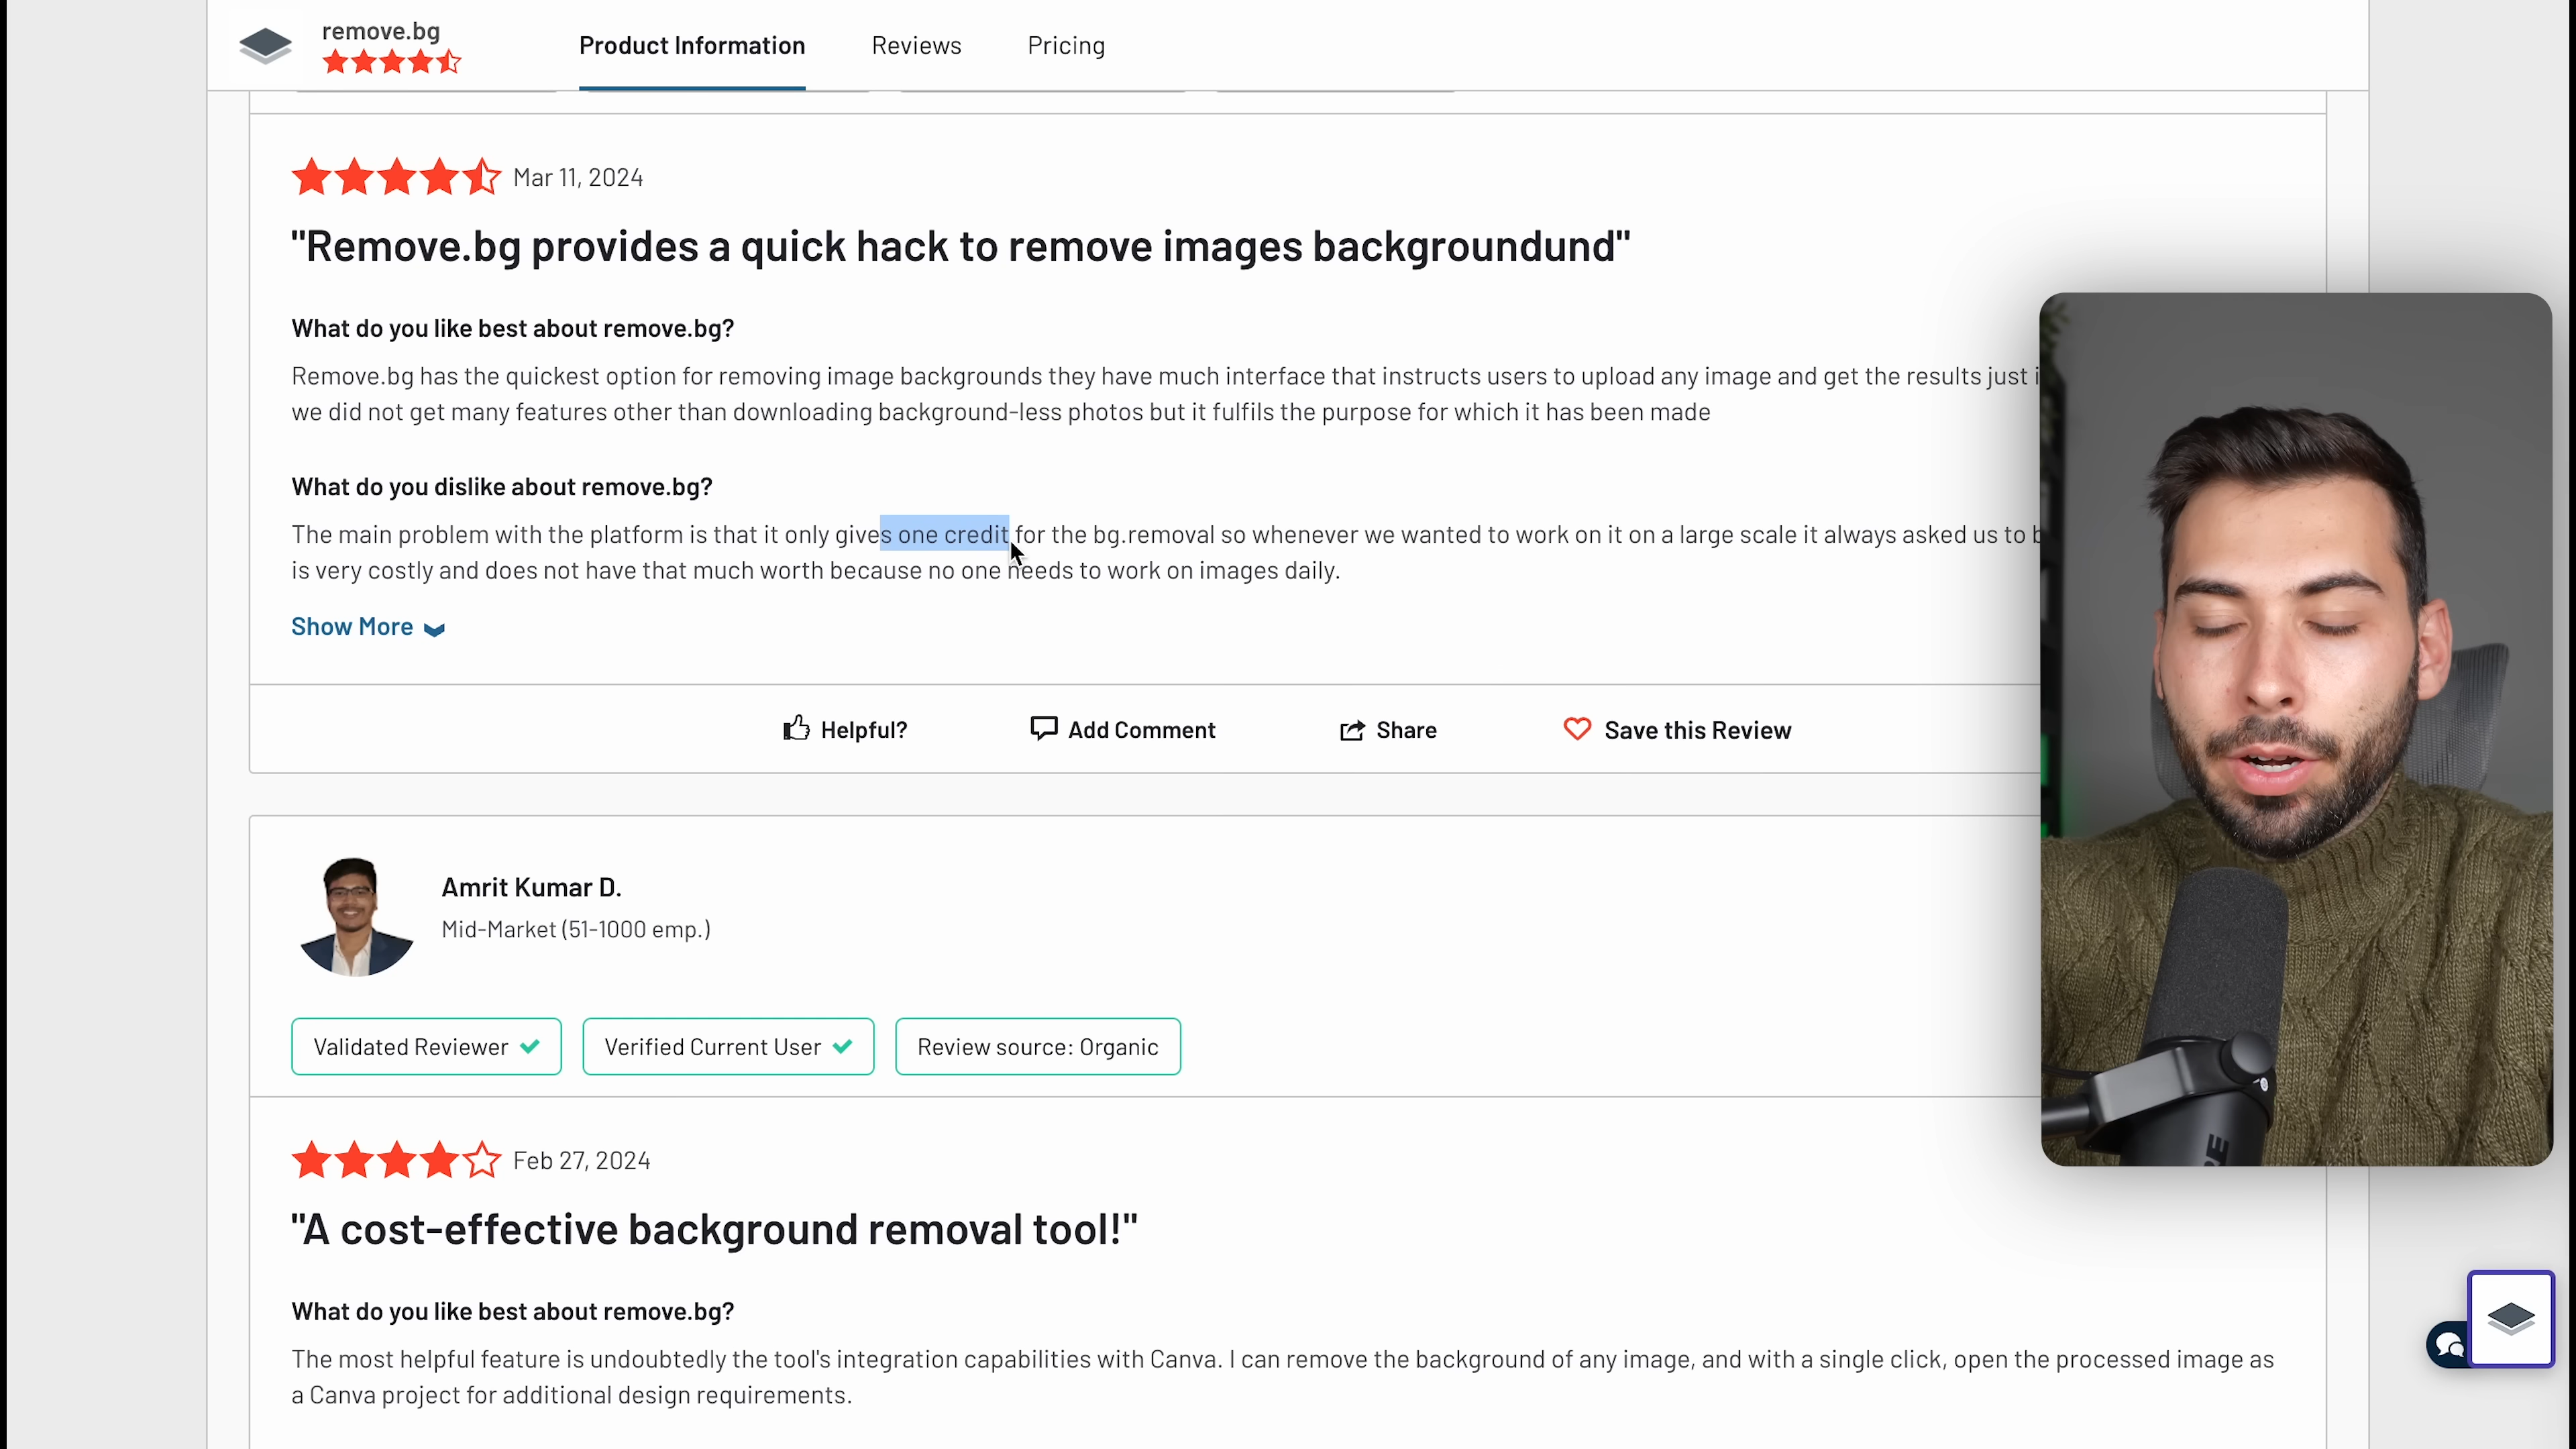 remove.bg
Product Information
Reviews
Pricing
Mar 11, 2024
"Remove.bg provides a quick hack to remove images backgroundund"
What do you like best about remove.bg?
Remove.bg has the quickest option for removing image backgrounds they have much interface that instructs users to upload any image and get the results just
we did not get many features other than downloading background-less photos but it fulfils the purpose for which it has been made
What do you dislike about remove.bg?
The main problem with the platform is that it only gives one credit for the bg.removal so whenever we wanted to work on it on a large scale it always asked us to
is very costly and does not have that much worth because no one needs to work on images daily.
Show More
Helpful?
Add Comment
Share
Save this Review
Amrit Kumar D.
Mid-Market (51-1000 emp.)
Validated Reviewer
Verified Current User
Review source: Organic
Feb 27, 2024
"A cost-effective background removal tool!"
What do you like best about remove.bg?
The most helpful feature is undoubtedly the tool's integration capabilities with Canva. I can remove the background of any image, and with a single click, open the processed image as
a Canva project for additional design requirements.